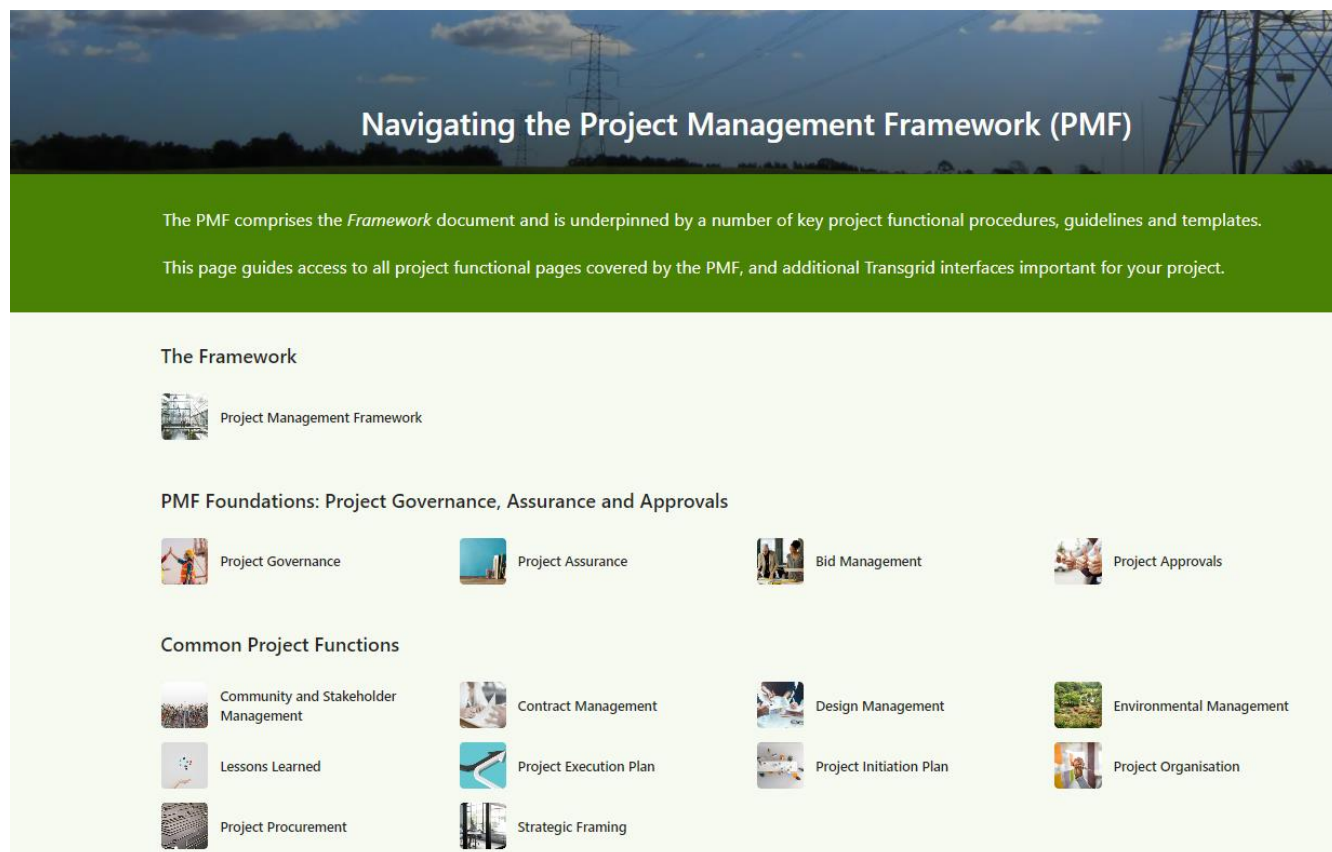 Navigating the Project Management Framework (PMF)
The PMF comprises the Framework document and is underpinned by a number of key project functional procedures, guidelines and templates.
This page guides access to all project functional pages covered by the PMF, and additional Transgrid interfaces important for your project.
The Framework
Project Management Framework
PMF Foundations: Project Governance, Assurance and Approvals
Project Governance
Project Assurance
Bid Management
Project Approvals
Common Project Functions
Community and Stakeholder
Management
Contract Management
Design Management
Environmental Management
Lessons Learned
Project Execution Plan
Project Initiation Plan
Project Organisation
Project Procurement
Strategic Framing